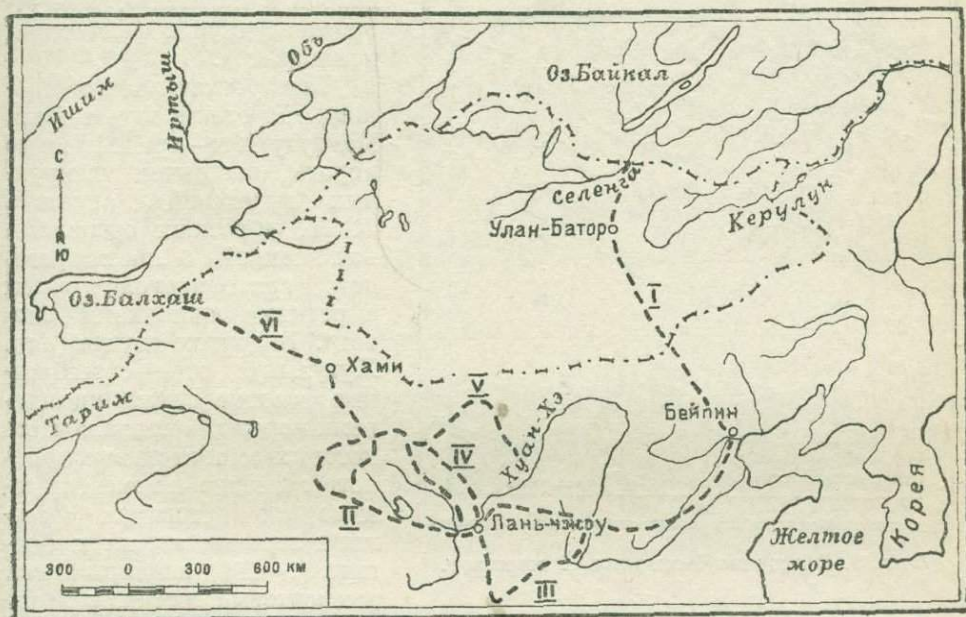 Ишим
Иртыш
Обь
Оз.Байкал
С
Ю
Селенга
Улан-Батор
Керулун
I
Оз.Балхаш
VI
Хами
V
Тарим
Хуан-Хэ
Бейпин
IV
II
Лань-чжоу
Желтое
море
Корея
III
300 0 300 600 км